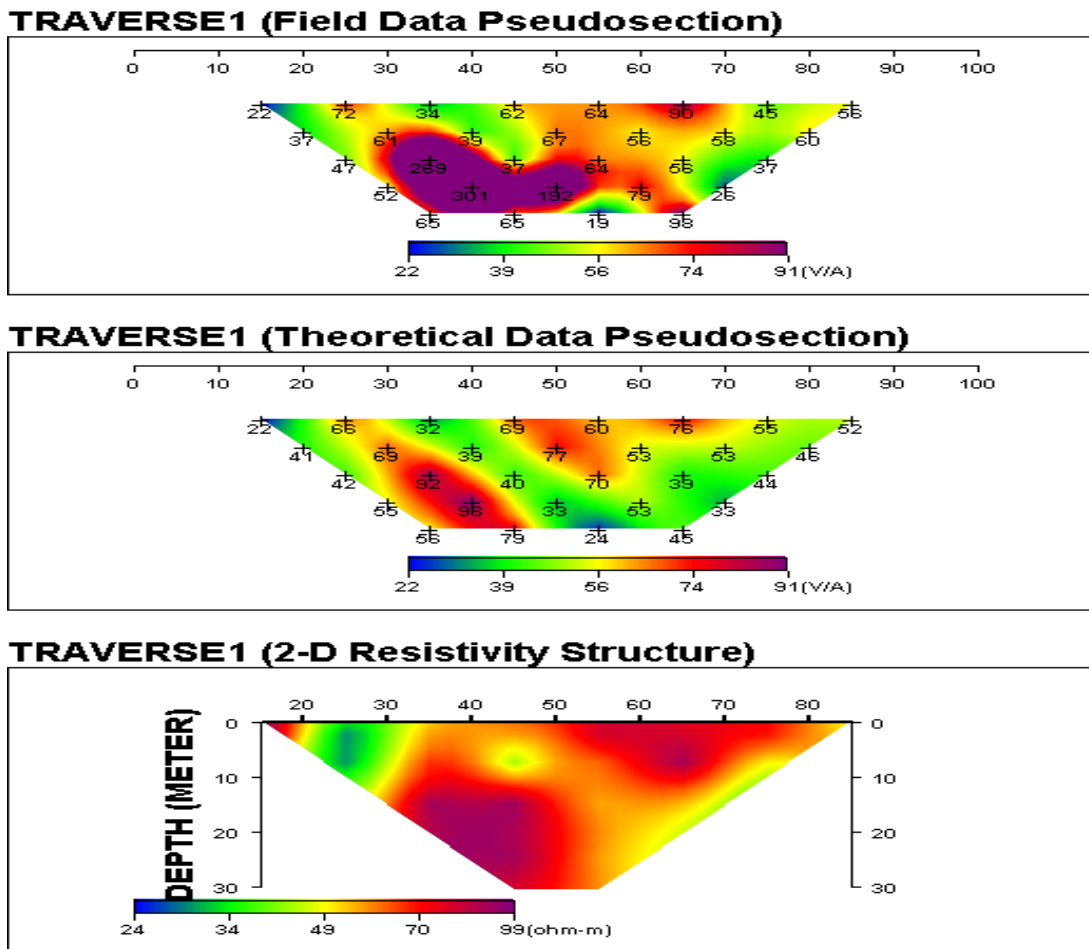 TRAVERSE1 (Field Data Pseudosection)
0 10 20 30 40 50 60 70 80 90 100
22 72 34 62 64 90 45 56
37 61 39 67 56 58 60
47 269 37 64 56 37
52 301 192 79 26
65 65 19 98
22 39 56 74 91(V/A)
TRAVERSE1 (Theoretical Data Pseudosection)
0 10 20 30 40 50 60 70 80 90 100
22 66 32 69 60 76 55 52
41 69 39 77 53 53 46
42 92 40 70 39 44
55 96 33 53 33
56 79 24 45
22 39 56 74 91(V/A)
TRAVERSE1 (2-D Resistivity Structure)
20 30 40 50 60 70 80
DEPTH (METER)
0 0
10 10
20 20
30 30
24 34 49 70 99(ohm-m)